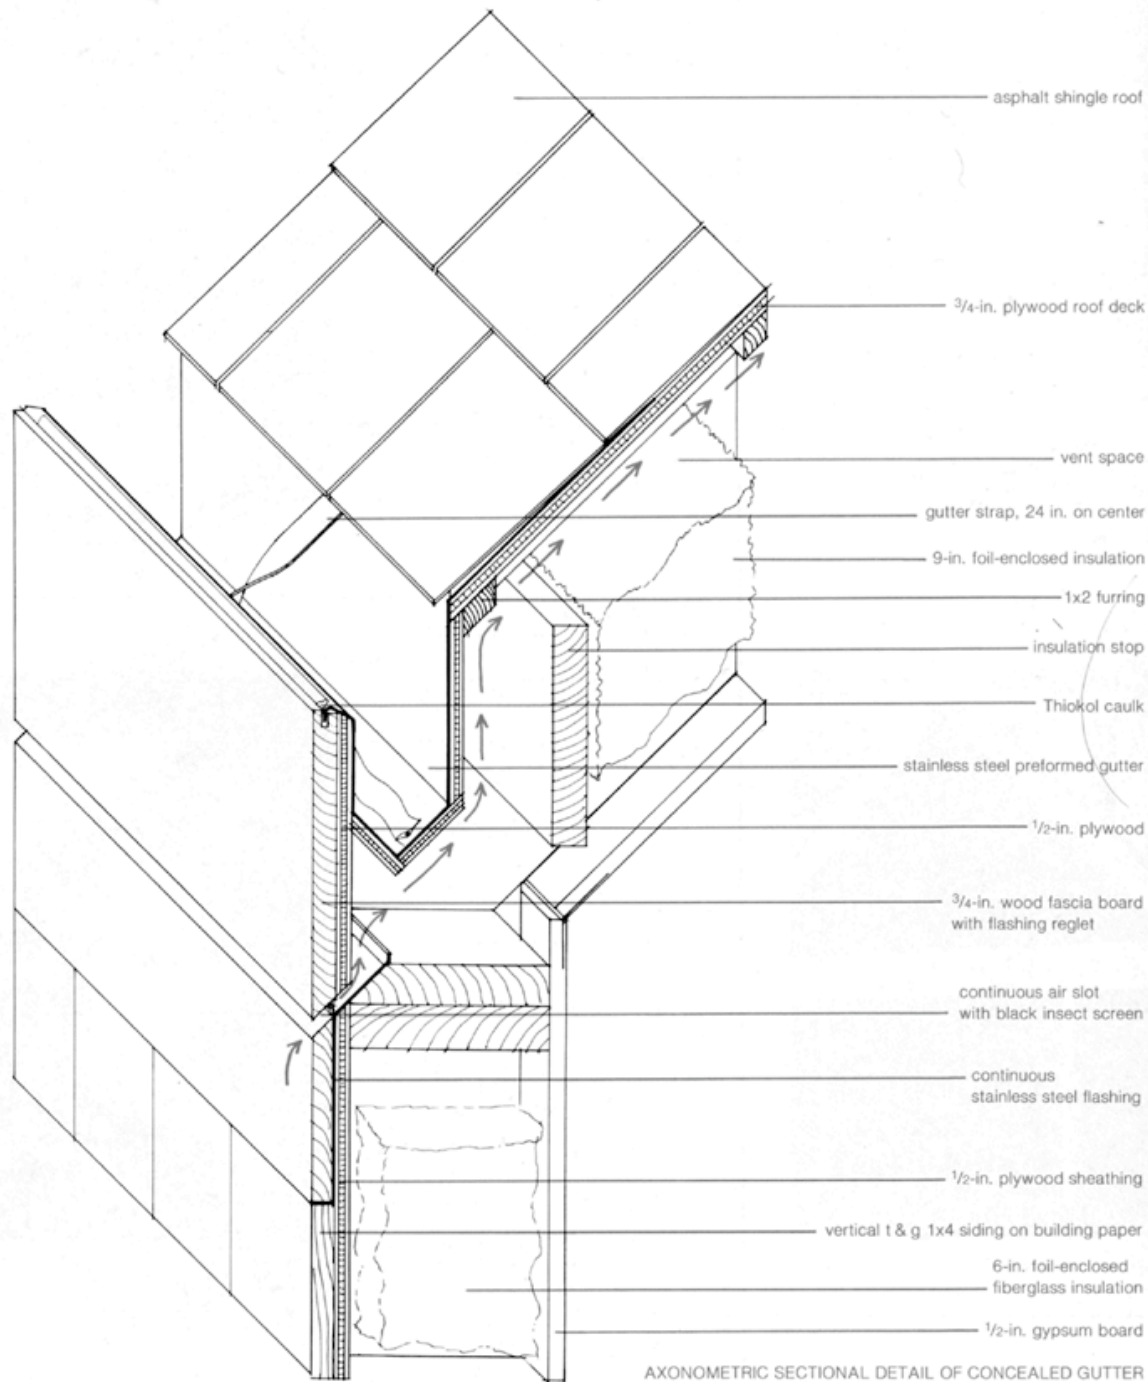 asphalt shingle roof
3/4-in. plywood roof deck
vent space
gutter strap, 24 in. on center
9-in. foil-enclosed insulation
1x2 furring
insulation stop
Thiokol caulk
stainless steel preformed gutter
1/2-in. plywood
3/4-in. wood fascia board
with flashing reglet
continuous air slot
with black insect screen
continuous
stainless steel flashing
1/2-in. plywood sheathing
vertical t & g 1x4 siding on building paper
6-in. foil-enclosed
fiberglass insulation
1/2-in. gypsum board
AXONOMETRIC SECTIONAL DETAIL OF CONCEALED GUTTER